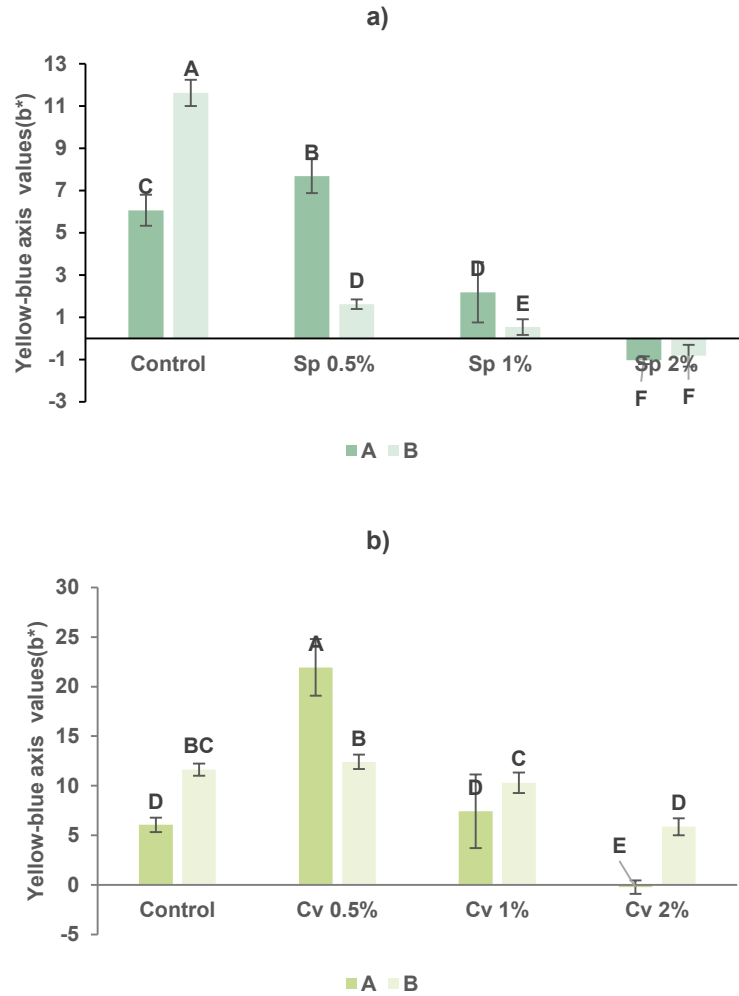 a)
Yellow-blue axis values(b*)
13
11
9
7
5
3
1
-1
-3
C
A
B
D
D
E
F
F
Control
Sp 0.5%
Sp 1%
Sp 2%
A B
b)
Yellow-blue axis values(b*)
30
25
20
15
10
5
0
-5
D
BC
A
B
D
C
E
D
Control
Cv 0.5%
Cv 1%
Cv 2%
A B